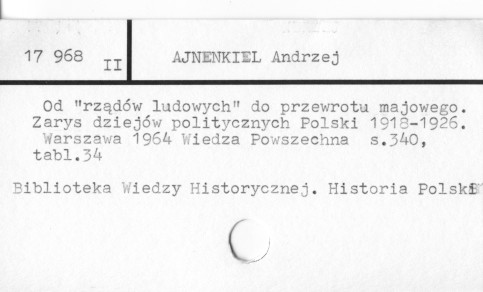 17 968 II AJNENKIEL Andrzej
Od "rządów ludowych" do przewrotu majowego.
Zarys dziejów politycznych Polski 1918-1926.
Warszawa 1964 Wiedza Powszechna s.340,
tabl.34
Biblioteka Wiedzy Historycznej. Historia Polski